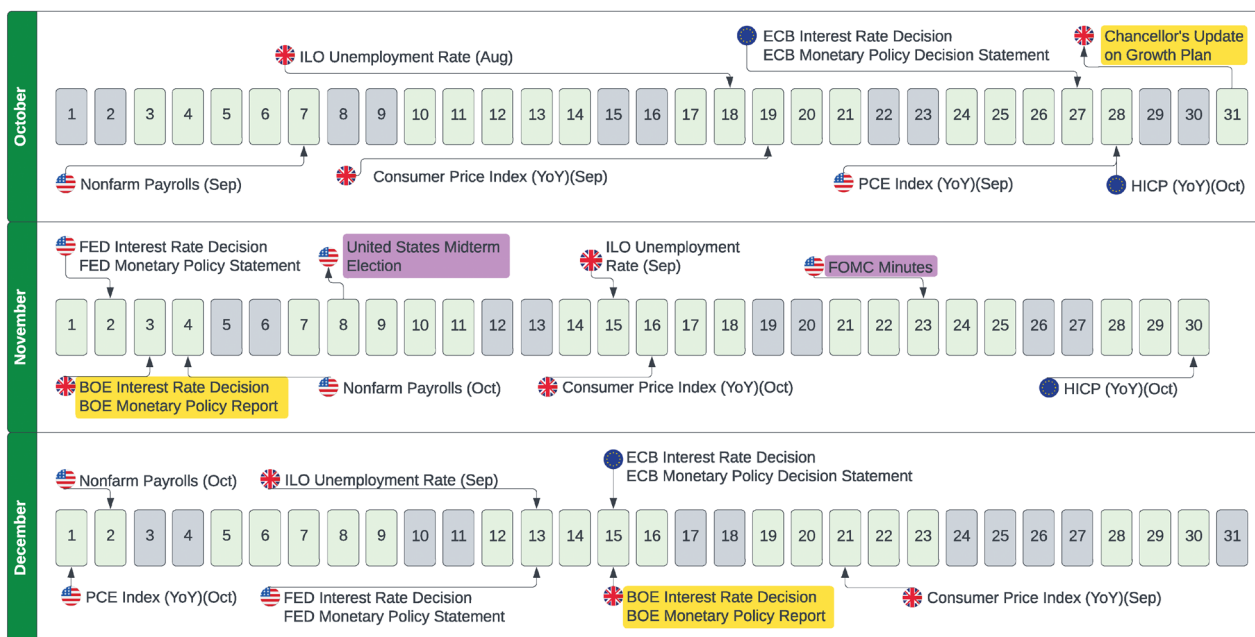 October
ILO Unemployment Rate (Aug)
ECB Interest Rate Decision
ECB Monetary Policy Decision Statement
Chancellor's Update
on Growth Plan
1 2 3 4 5 6 7 8 9 10 11 12 13 14 15 16 17 18 19 20 21 22 23 24 25 26 27 28 29 30 31
Nonfarm Payrolls (Sep)
Consumer Price Index (YoY)(Sep)
PCE Index (YoY)(Sep)
HICP (YoY)(Oct)
November
FED Interest Rate Decision
FED Monetary Policy Statement
United States Midterm
Election
ILO Unemployment
Rate (Sep)
FOMC Minutes
1 2 3 4 5 6 7 8 9 10 11 12 13 14 15 16 17 18 19 20 21 22 23 24 25 26 27 28 29 30
BOE Interest Rate Decision
BOE Monetary Policy Report
Nonfarm Payrolls (Oct)
Consumer Price Index (YoY)(Oct)
HICP (YoY)(Oct)
December
Nonfarm Payrolls (Oct)
ILO Unemployment Rate (Sep)
ECB Interest Rate Decision
ECB Monetary Policy Decision Statement
1 2 3 4 5 6 7 8 9 10 11 12 13 14 15 16 17 18 19 20 21 22 23 24 25 26 27 28 29 30 31
PCE Index (YoY)(Oct)
FED Interest Rate Decision
FED Monetary Policy Statement
BOE Interest Rate Decision
BOE Monetary Policy Report
Consumer Price Index (YoY)(Sep)